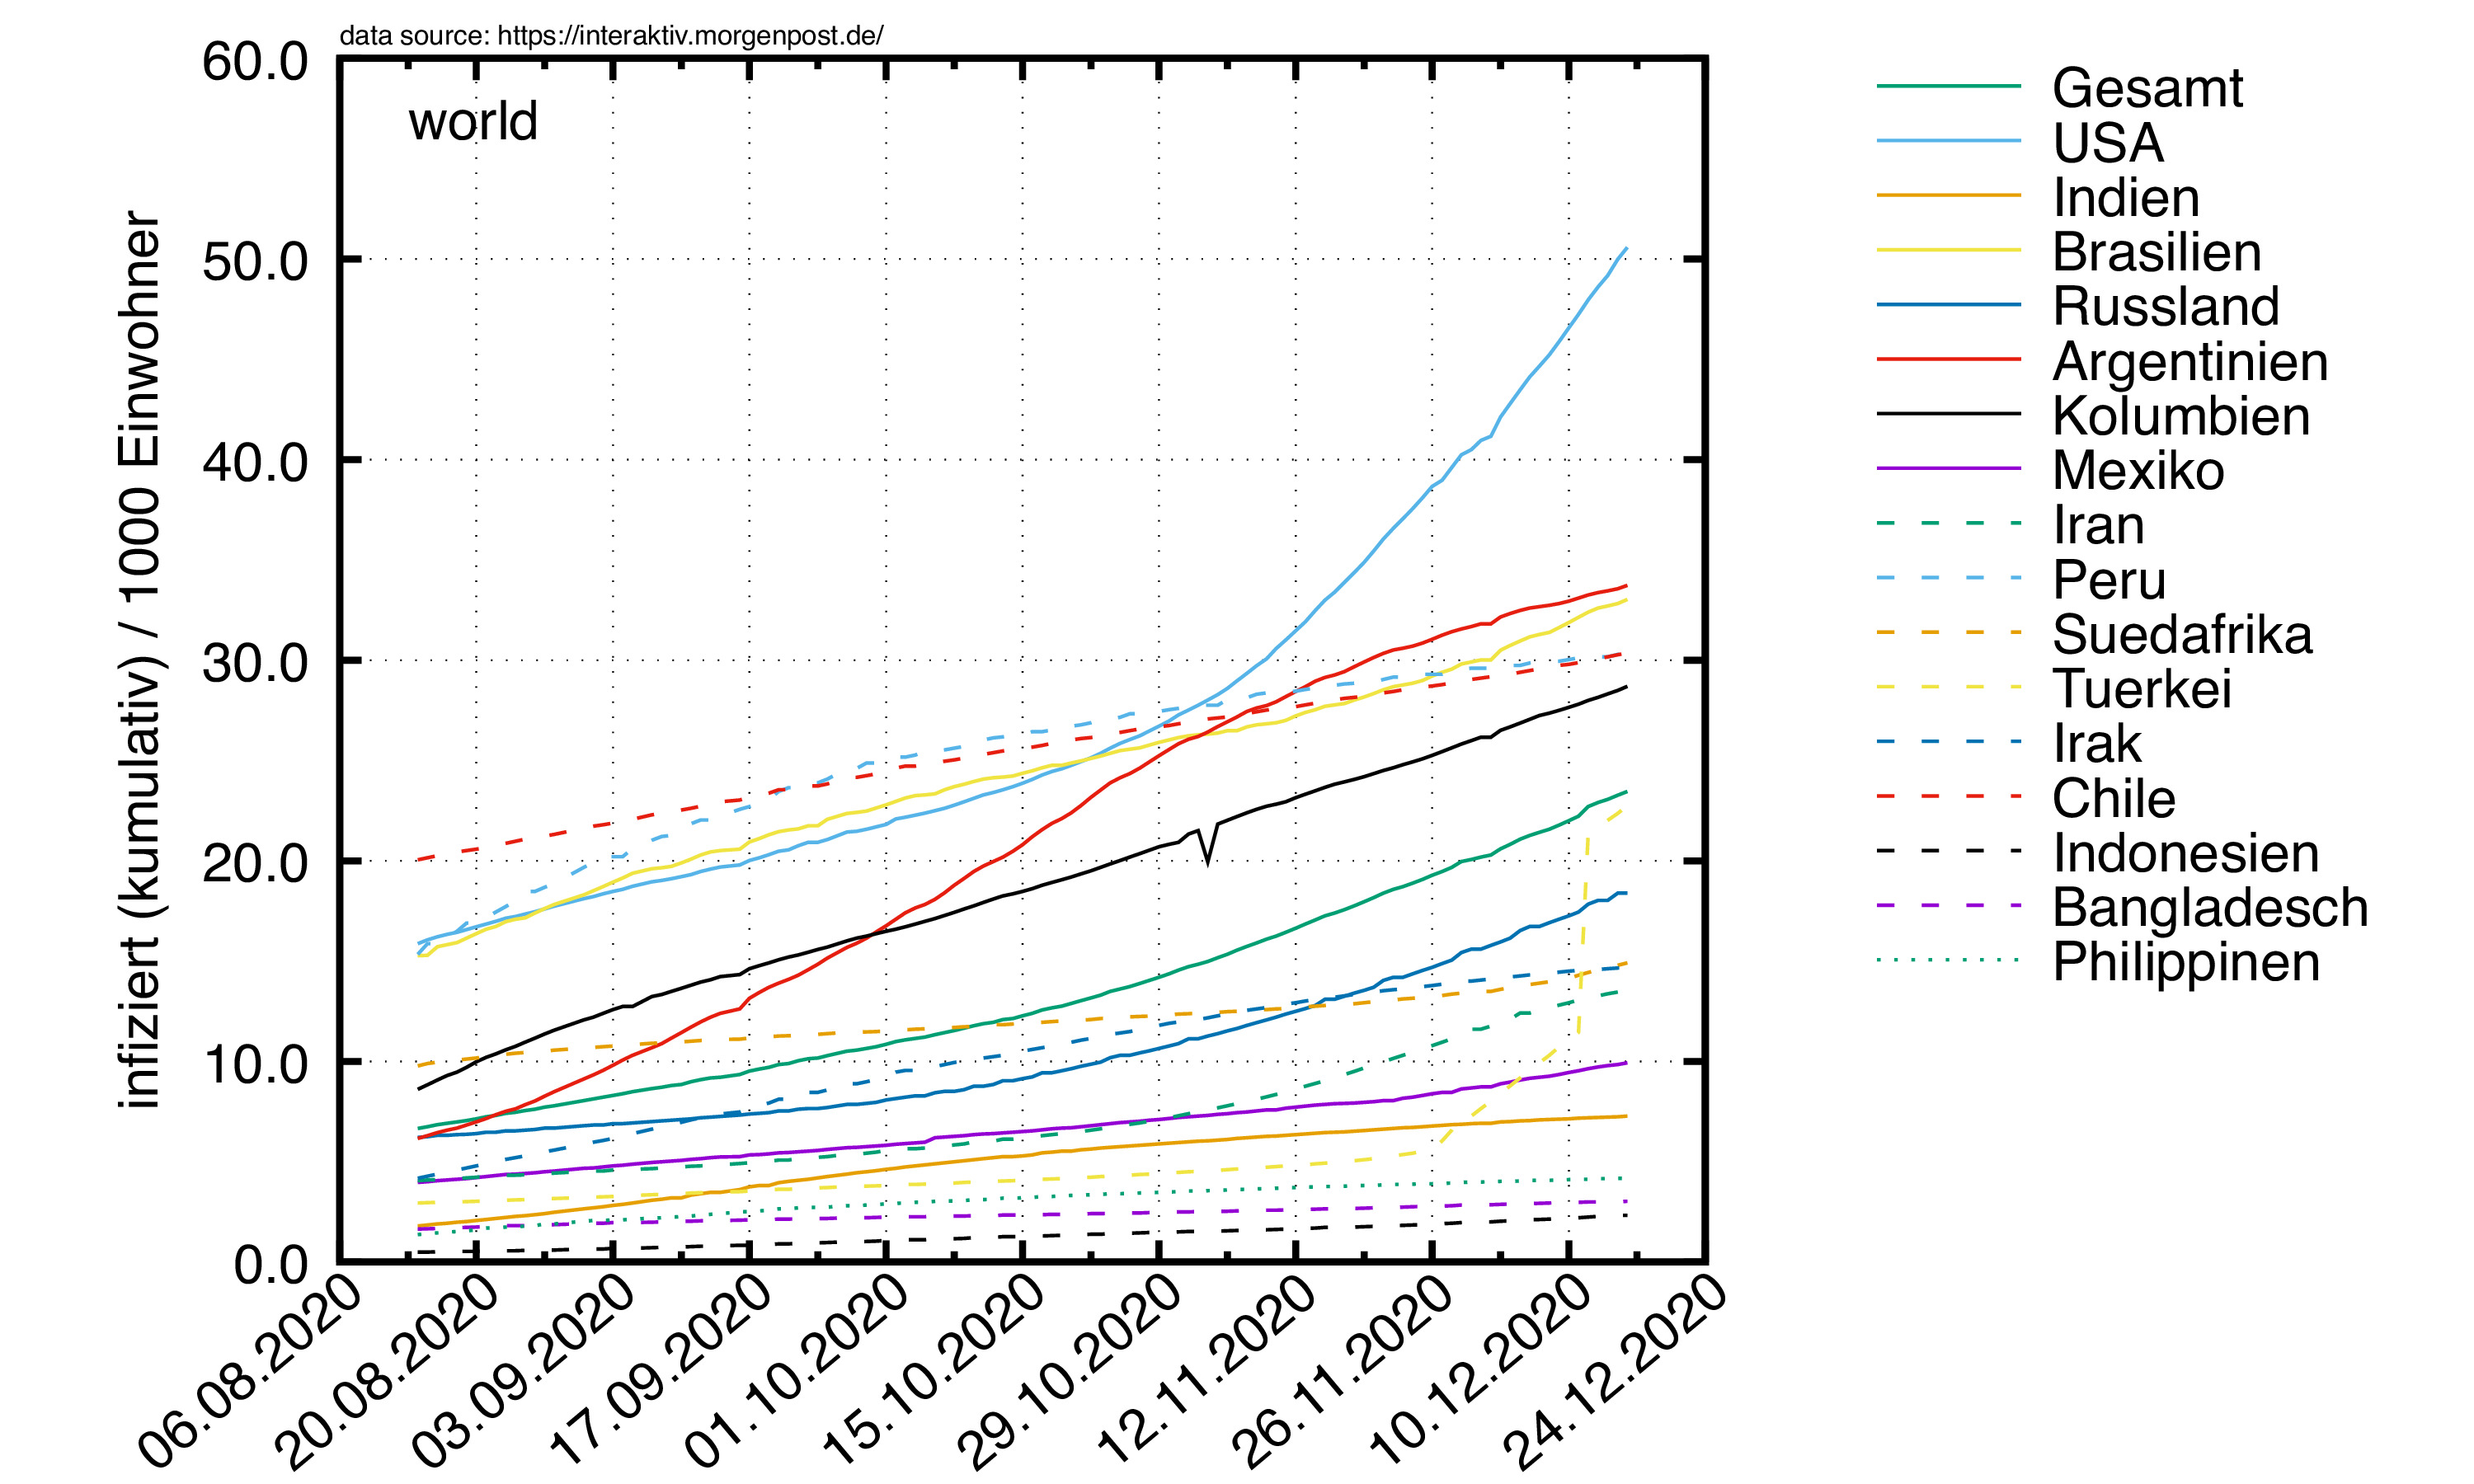 data source: https://interaktiv.morgenpost.de/
world
infiziert (kumulativ) / 1000 Einwohner
60.0
50.0
40.0
30.0
20.0
10.0
0.0
06.08.2020
20.08.2020
03.09.2020
17.09.2020
01.10.2020
15.10.2020
29.10.2020
12.11.2020
26.11.2020
10.12.2020
24.12.2020
Gesamt
USA
Indien
Brasilien
Russland
Argentinien
Kolumbien
Mexiko
Iran
Peru
Suedafrika
Tuerkei
Irak
Chile
Indonesien
Bangladesch
Philippinen